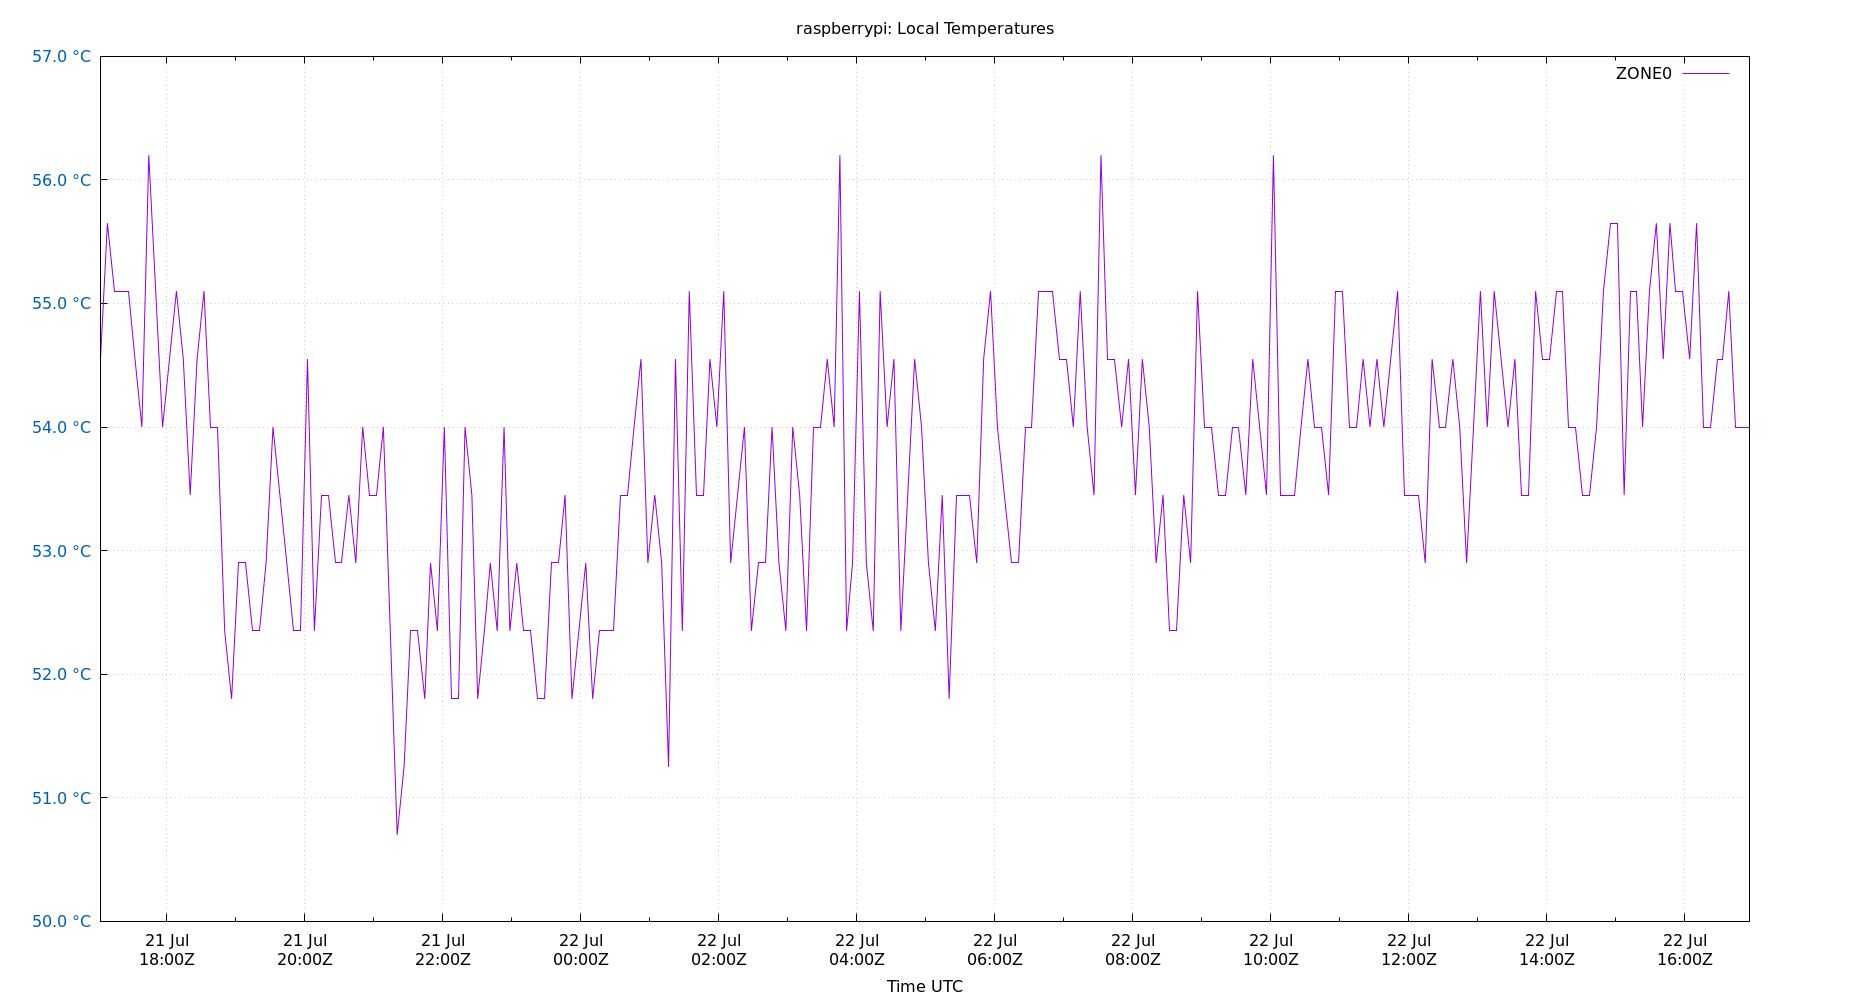 raspberrypi: Local Temperatures
57.0 °C
ZONE0
56.0 °C
55.0 °C
54.0 °C
53.0 °C
52.0 °C
51.0 °C
50.0 °C
21 Jul 21 Jul 21 Jul 22 Jul 22 Jul 22 Jul 22 Jul 22 Jul 22 Jul 22 Jul 22 Jul 22 Jul
18:00Z 20:00Z 22:00Z 00:00Z 02:00Z 04:00Z 06:00Z 08:00Z 10:00Z 12:00Z 14:00Z 16:00Z
Time UTC